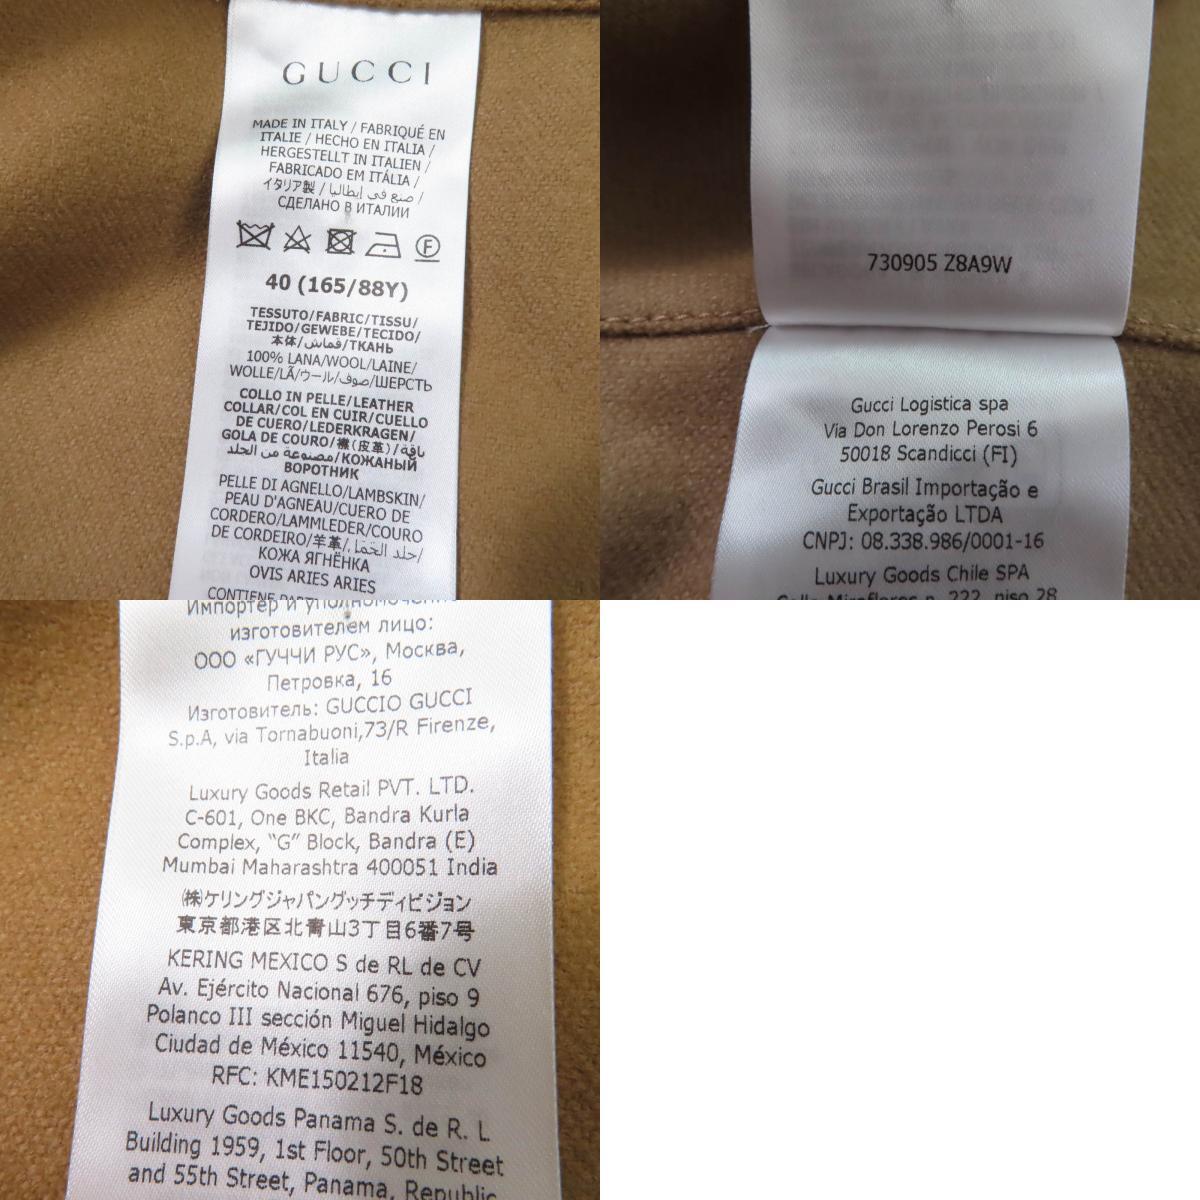 GUCCI
MADE IN ITALY / FABRIQUÉ EN
ITALIE / HECHO EN ITALIA /
HERGESTELLT IN ITALIEN /
FABRICADO EM ITÁLIA /
イタリア製 / صنع في إيطاليا /
СДЕЛАНО В ИТАЛИИ
F
40 (165/88Y)
TESSUTO/FABRIC/TISSU/
TEJIDO/GEWEBE/TECIDO/
本体/قماش/ТКАНЬ
100% LANA/WOOL/LAINE/
WOLLE/LÃ/ウール/صوف/ШЕРСТЬ
COLLO IN PELLE/LEATHER
COLLAR/COL EN CUIR/CUELLO
DE CUERO/LEDERKRAGEN/
GOLA DE COURO/襟(皮革)/ياقة
مصنوعة من الجلد/КОЖАНЫЙ
ВОРОТНИК
PELLE DI AGNELLO/LAMBSKIN/
PEAU D'AGNEAU/CUERO DE
CORDERO/LAMMLEDER/COURO
DE CORDEIRO/羊革/جلد الحَمَل/
КОЖА ЯГНЁНКА
OVIS ARIES ARIES
CONTIENE
730905 Z8A9W
Gucci Logistica spa
Via Don Lorenzo Perosi 6
50018 Scandicci (FI)
Gucci Brasil Importação e
Exportação LTDA
CNPJ: 08.338.986/0001-16
Luxury Goods Chile SPA
Calle Miraflores n. 222, piso 28
Импортер и
изготовителем лицо:
ООО «ГУЧЧИ РУС», Москва,
Петровка, 16
Изготовитель: GUCCIO GUCCI
S.p.A, via Tornabuoni,73/R Firenze,
Italia
Luxury Goods Retail PVT. LTD.
C-601, One BKC, Bandra Kurla
Complex, “G” Block, Bandra (E)
Mumbai Maharashtra 400051 India
㈱ケリングジャパングッチディビジョン
東京都港区北青山3丁目6番7号
KERING MEXICO S de RL de CV
Av. Ejército Nacional 676, piso 9
Polanco III sección Miguel Hidalgo
Ciudad de México 11540, México
RFC: KME150212F18
Luxury Goods Panama S. de R. L
Building 1959, 1st Floor, 50th Street
and 55th Street, Panama, Republic